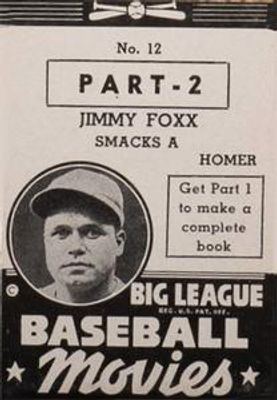 No. 12
PART-2
JIMMY FOXX
SMACKS A
HOMER
Get Part 1
to make a
complete
book
©
BIG LEAGUE
REG. U.S. PAT. OFF.
BASEBALL
Movies